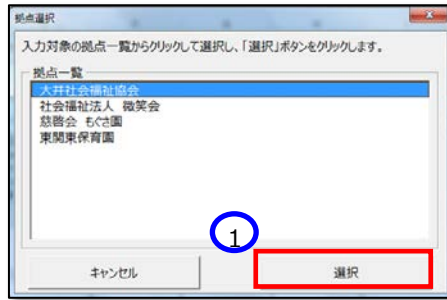 拠点選択
入力対象の拠点一覧からクリックして選択し、「選択」ボタンをクリックします。
拠点一覧
大井社会福祉協会
社会福祉法人 微笑会
慈啓会 もぐさ園
東関東保育園
1
キャンセル
選択